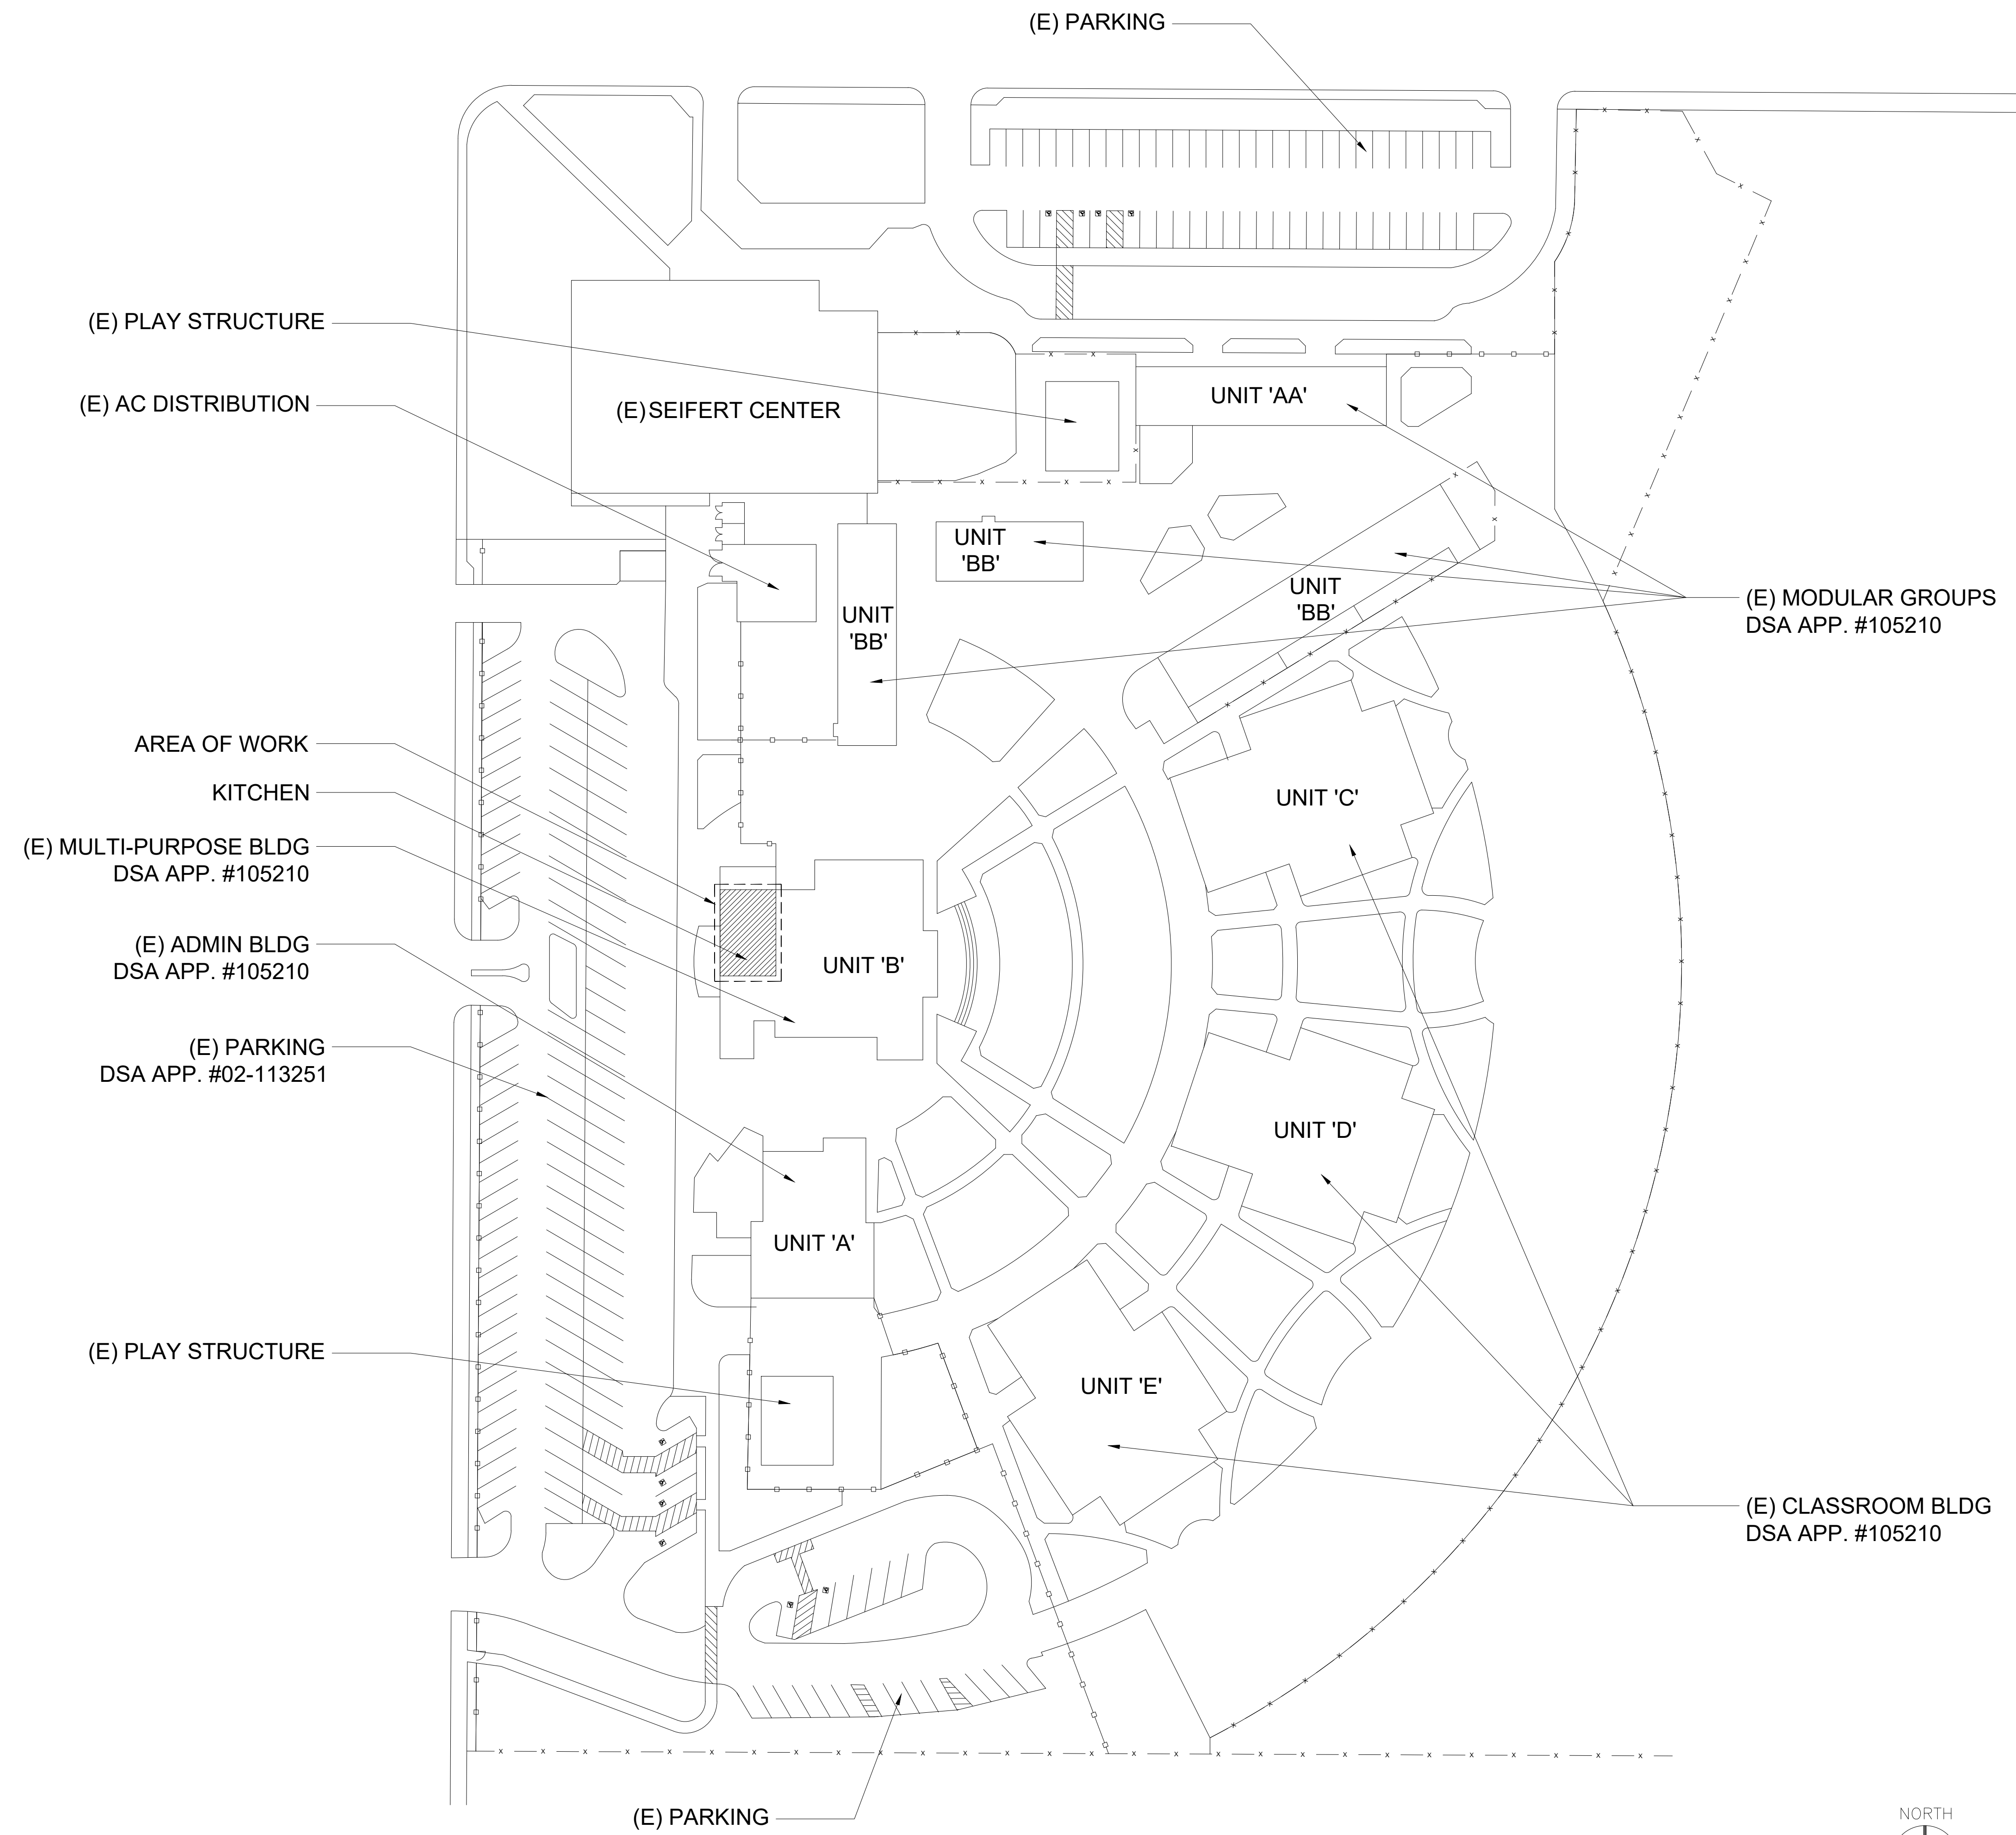 (E) PARKING
(E) PLAY STRUCTURE
(E) AC DISTRIBUTION
(E) SEIFERT CENTER
UNIT 'AA'
UNIT
'BB'
UNIT
'BB'
UNIT
'BB'
(E) MODULAR GROUPS
DSA APP. #105210
AREA OF WORK
KITCHEN
(E) MULTI-PURPOSE BLDG
DSA APP. #105210
(E) ADMIN BLDG
DSA APP. #105210
(E) PARKING
DSA APP. #02-113251
UNIT 'C'
UNIT 'B'
UNIT 'D'
UNIT 'A'
(E) PLAY STRUCTURE
UNIT 'E'
(E) CLASSROOM BLDG
DSA APP. #105210
(E) PARKING
NORTH